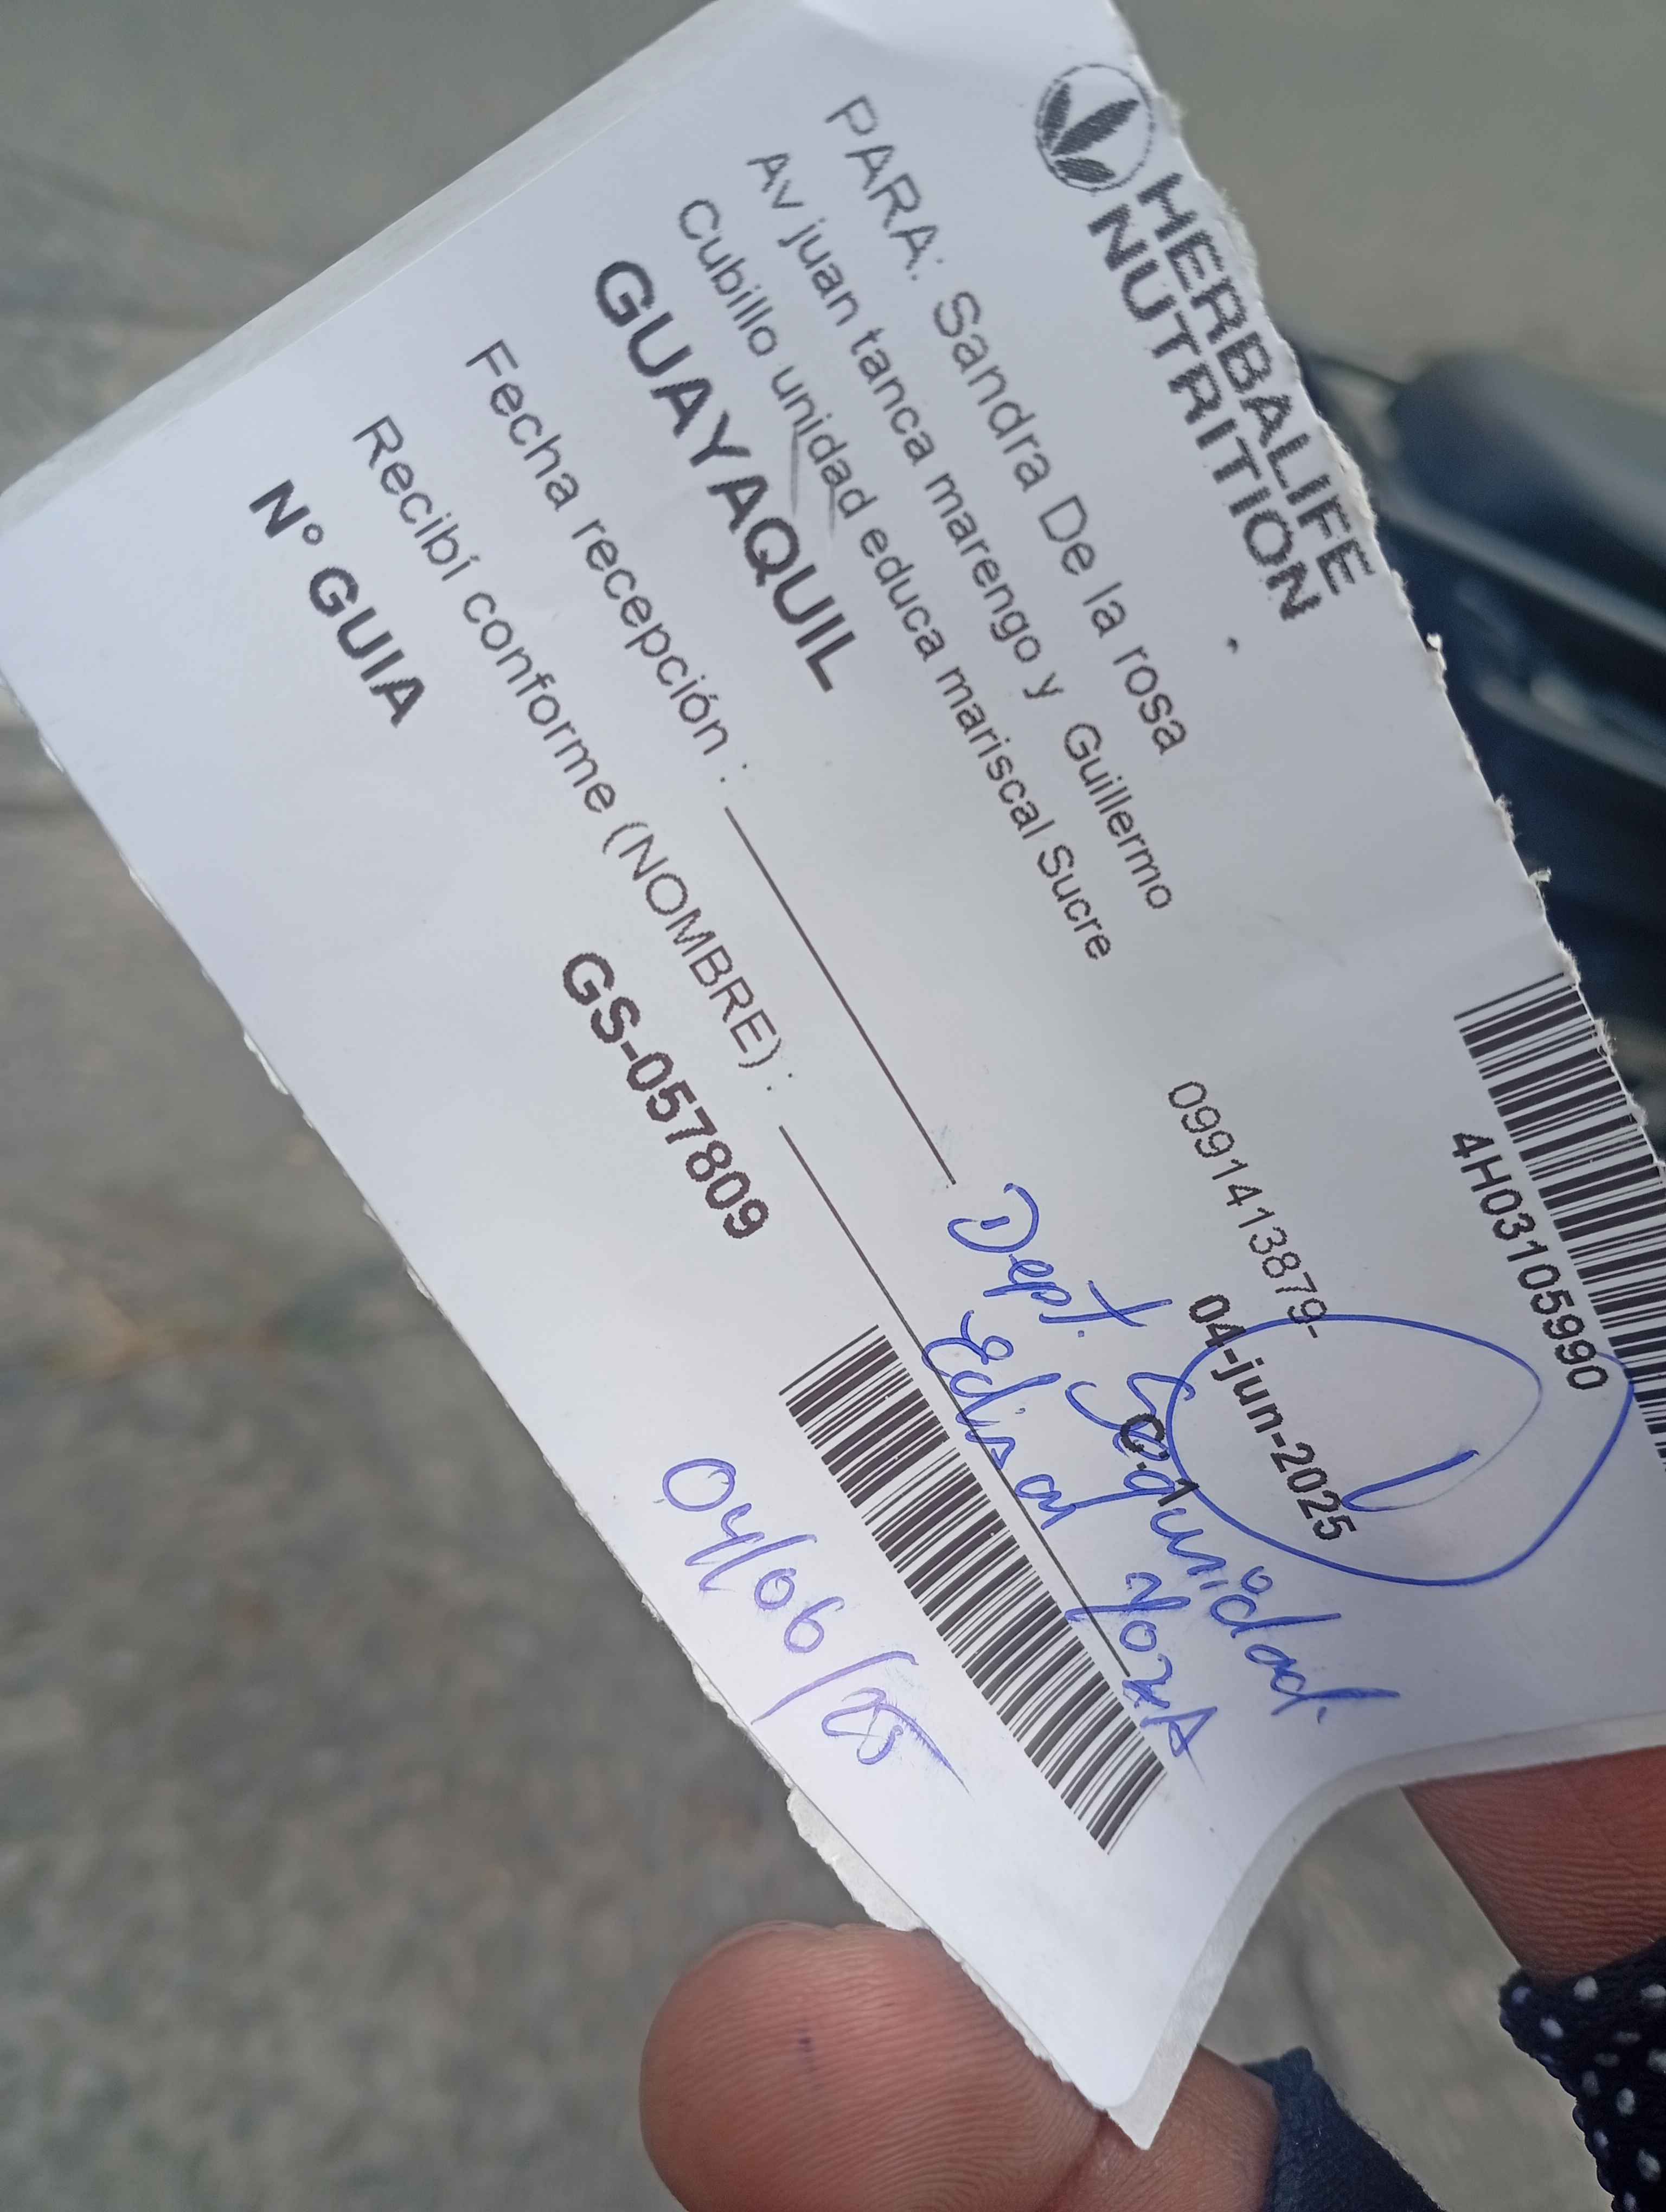 HERBALIFE
NUTRITION
4H03105990
PARA: Sandra De la rosa
Av juan tanca marengo y Guillermo
Cubillo unidad educa mariscal Sucre
0991413879-
04-jun-2025
GUAYAQUIL
C. 1
Fecha recepción :
Dept. Seguridad.
Recibí conforme (NOMBRE) :
Edison
N° GUIA
GS-057809
04/06/25